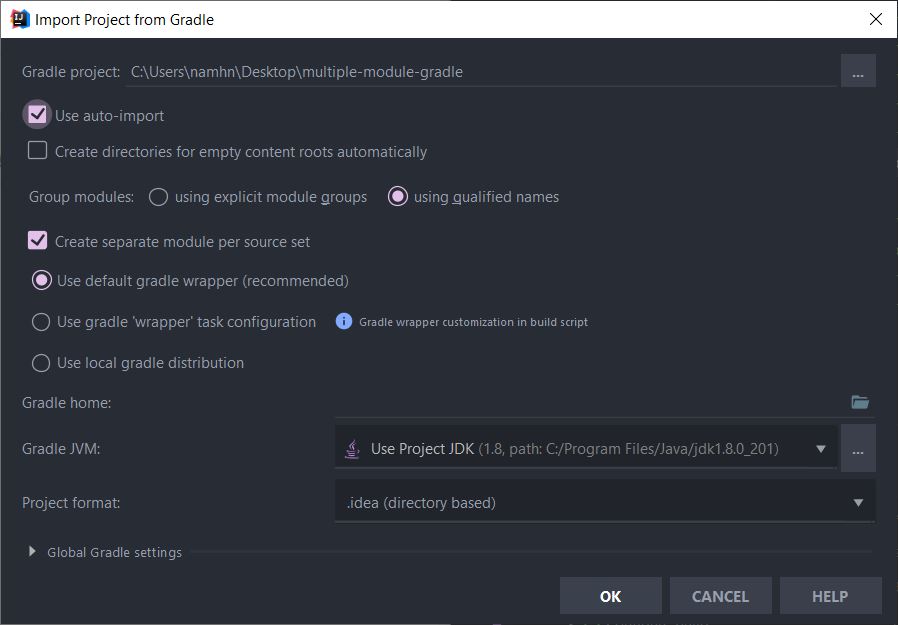 Import Project from Gradle
Gradle project: C:\Users\namhn\Desktop\multiple-module-gradle ...
Use auto-import
Create directories for empty content roots automatically
Group modules: using explicit module groups using qualified names
Create separate module per source set
Use default gradle wrapper (recommended)
Use gradle 'wrapper' task configuration Gradle wrapper customization in build script
Use local gradle distribution
Gradle home:
Gradle JVM: Use Project JDK (1.8, path: C:/Program Files/Java/jdk1.8.0_201) ...
Project format: .idea (directory based)
Global Gradle settings
OK CANCEL HELP